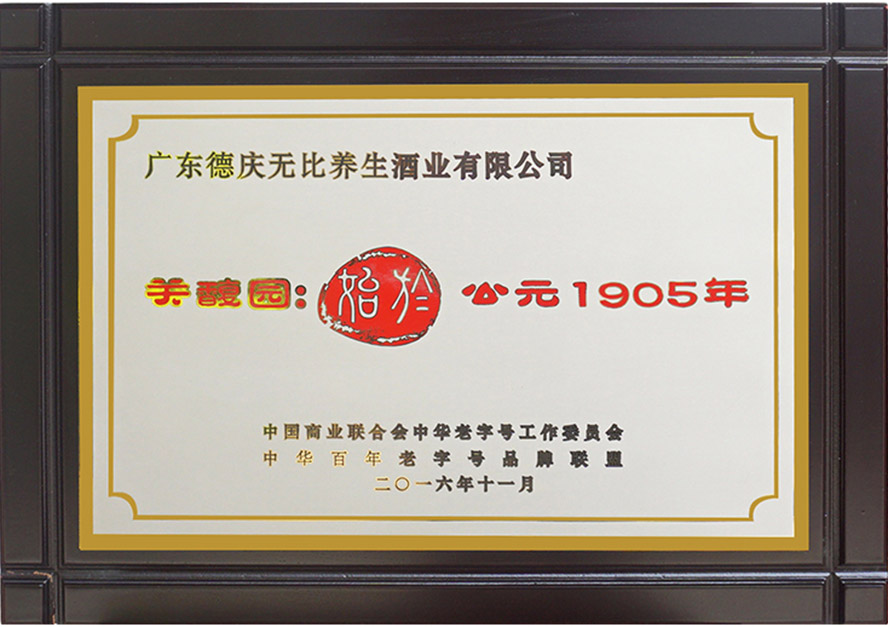 广东德庆无比养生酒业有限公司
关馥园：始於 公元1905年
中国商业联合会中华老字号工作委员会
中华百年老字号品牌联盟
二〇一六年十一月